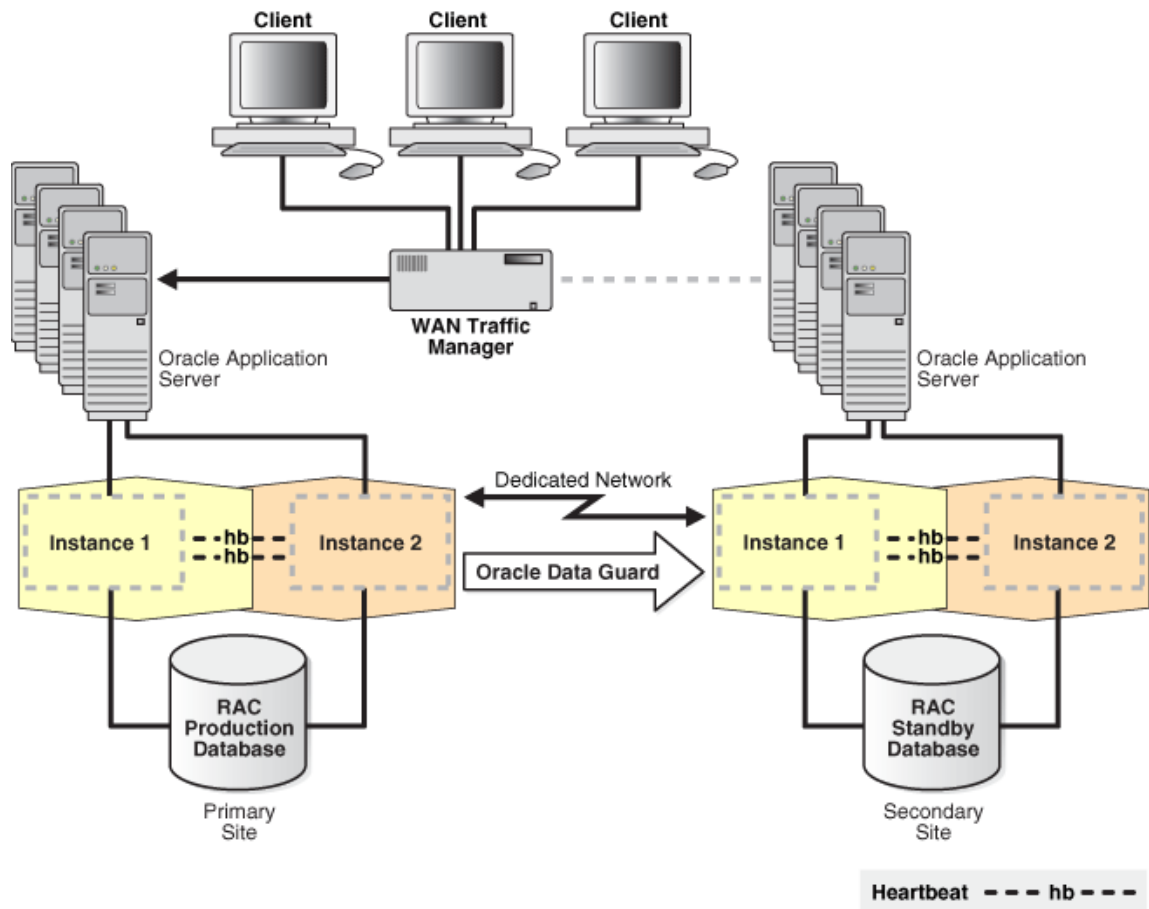 Client
Client
Client
WAN Traffic
Manager
Oracle Application
Server
Oracle Application
Server
Dedicated Network
Instance 1
hb
hb
Instance 2
Oracle Data Guard
Instance 1
hb
hb
Instance 2
RAC
Production
Database
RAC
Standby
Database
Primary
Site
Secondary
Site
Heartbeat hb